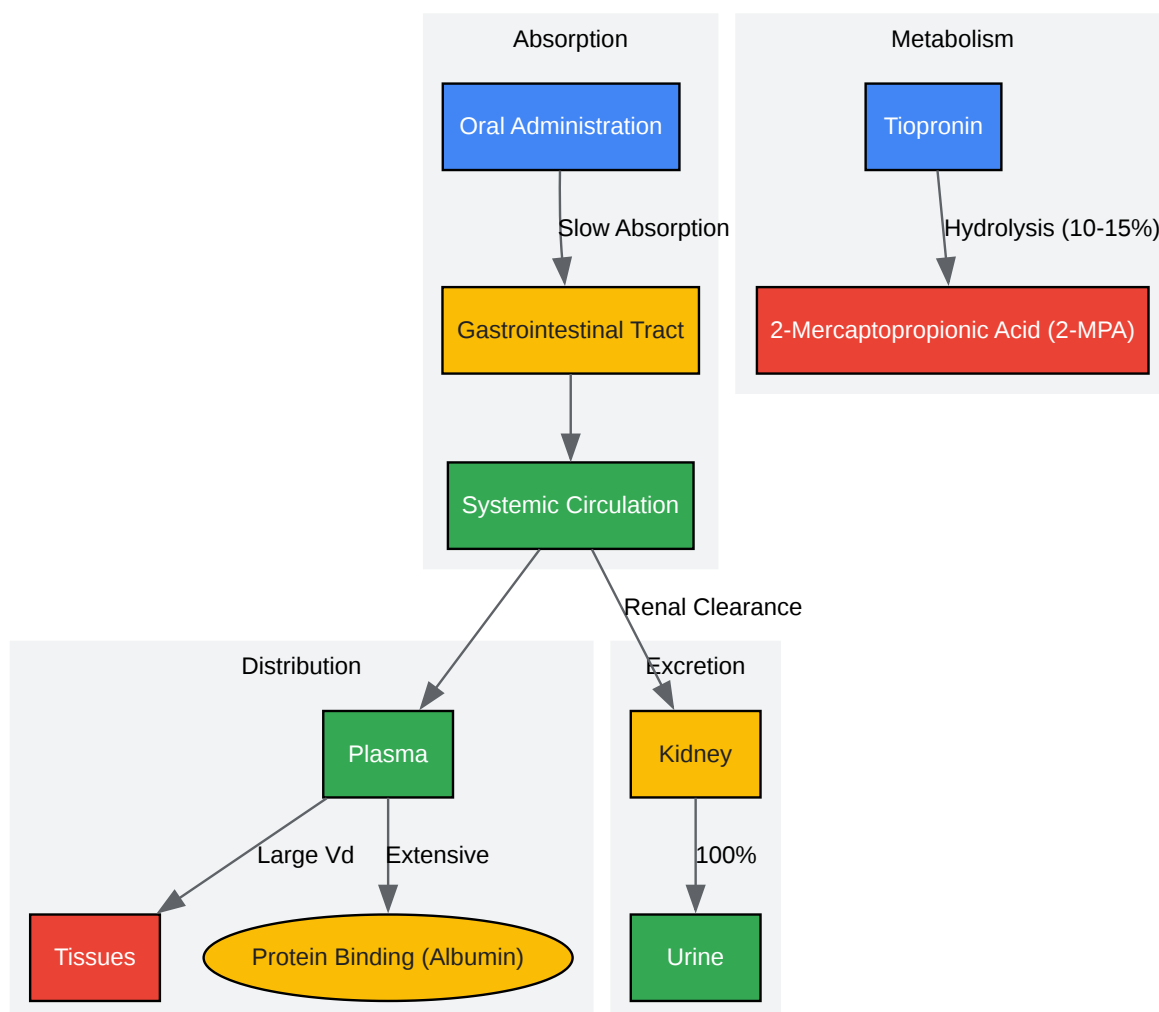 Absorption
Metabolism
Oral Administration
Tiopronin
Slow Absorption
Hydrolysis (10-15%)
Gastrointestinal Tract
2-Mercaptopropionic Acid (2-MPA)
Systemic Circulation
Renal Clearance
Distribution
Excretion
Plasma
Kidney
Large Vd
Extensive
100%
Tissues
Protein Binding (Albumin)
Urine